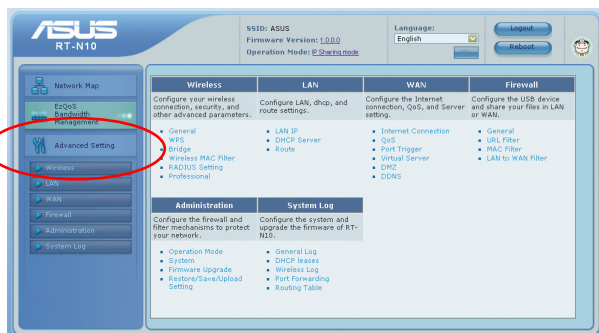 ASUS
RT-N10
SSID: ASUS
Firmware Version: 1.0.0.0
Operation Mode: IP Sharing mode
Language:
English
Logout
Reboot
Network Map
EzQoS
Bandwidth
Management
Advanced Setting
Wireless
LAN
WAN
Firewall
Administration
System Log
Wireless
Configure your wireless
connection, security, and
other advanced parameters.
General
WPS
Bridge
Wireless MAC Filter
RADIUS Setting
Professional
LAN
Configure LAN, dhcp, and
route settings.
LAN IP
DHCP Server
Route
WAN
Configure the Internet
connection, QoS, and Server
setting.
Internet Connection
QoS
Port Trigger
Virtual Server
DMZ
DDNS
Firewall
Configure the USB device
and share your files in LAN
or WAN.
General
URL Filter
MAC Filter
LAN to WAN Filter
Administration
Configure the firewall and
filter mechanisms to protect
your network.
Operation Mode
System
Firmware Upgrade
Restore/Save/Upload
Setting
System Log
Configure the system and
upgrade the firmware of RT-
N10.
General Log
DHCP leases
Wireless Log
Port Forwarding
Routing Table